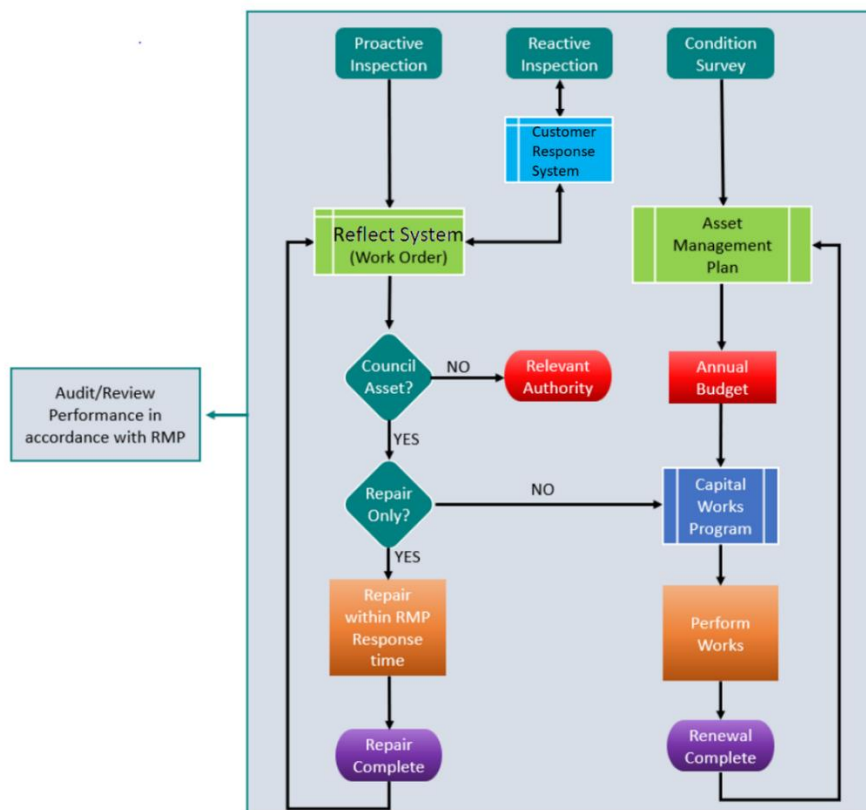 Proactive
Inspection
Reactive
Inspection
Condition
Survey
Customer
Response
System
Reflect System
(Work Order)
Asset
Management
Plan
Council
Asset?
NO
Relevant
Authority
Annual
Budget
Audit/Review
Performance in
accordance with RMP
YES
Repair
Only?
NO
Capital
Works
Program
YES
Repair
within RMP
Response
time
Perform
Works
Repair
Complete
Renewal
Complete